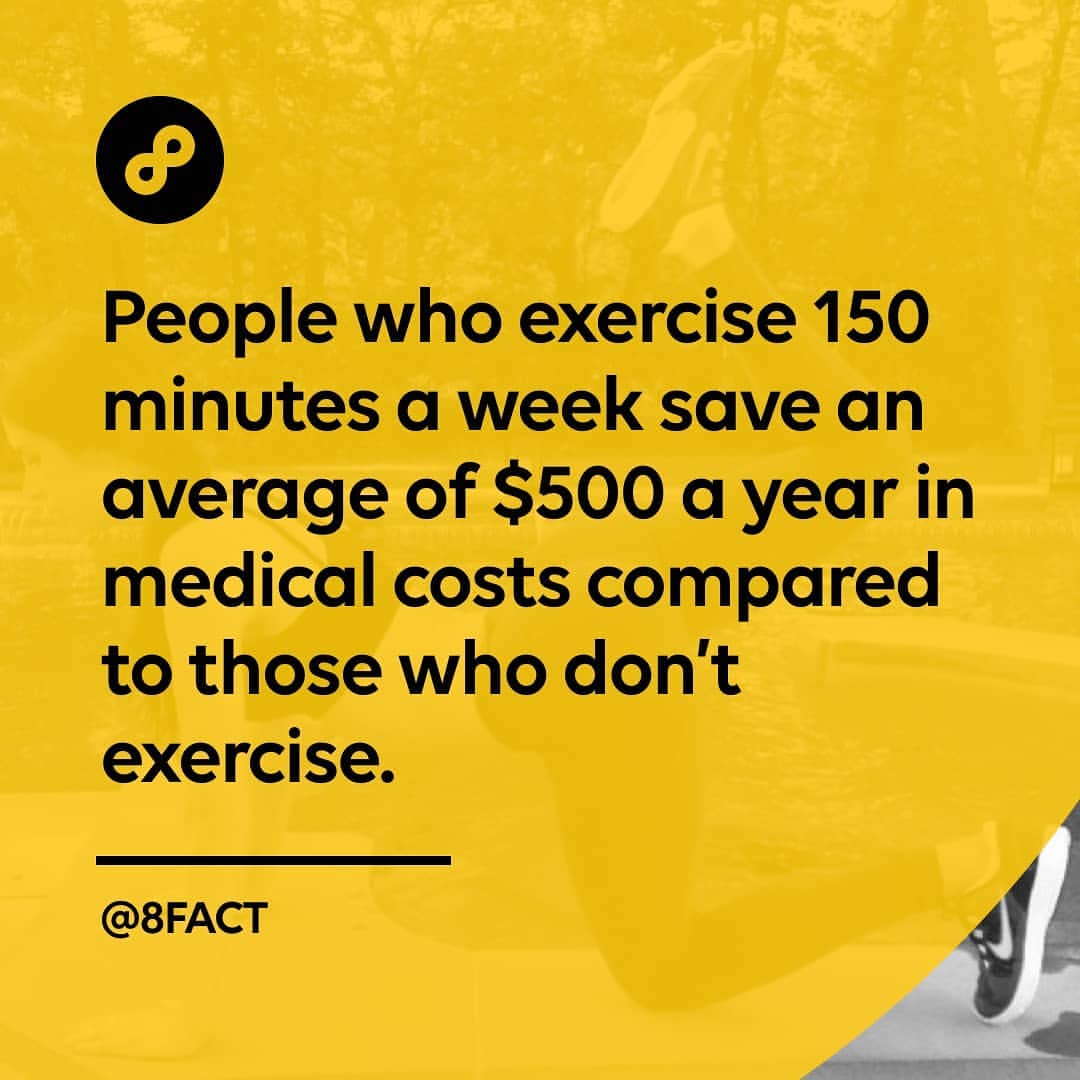 People who exercise 150
minutes a week save an
average of $500 a year in
medical costs compared
to those who don’t
exercise.
@8FACT